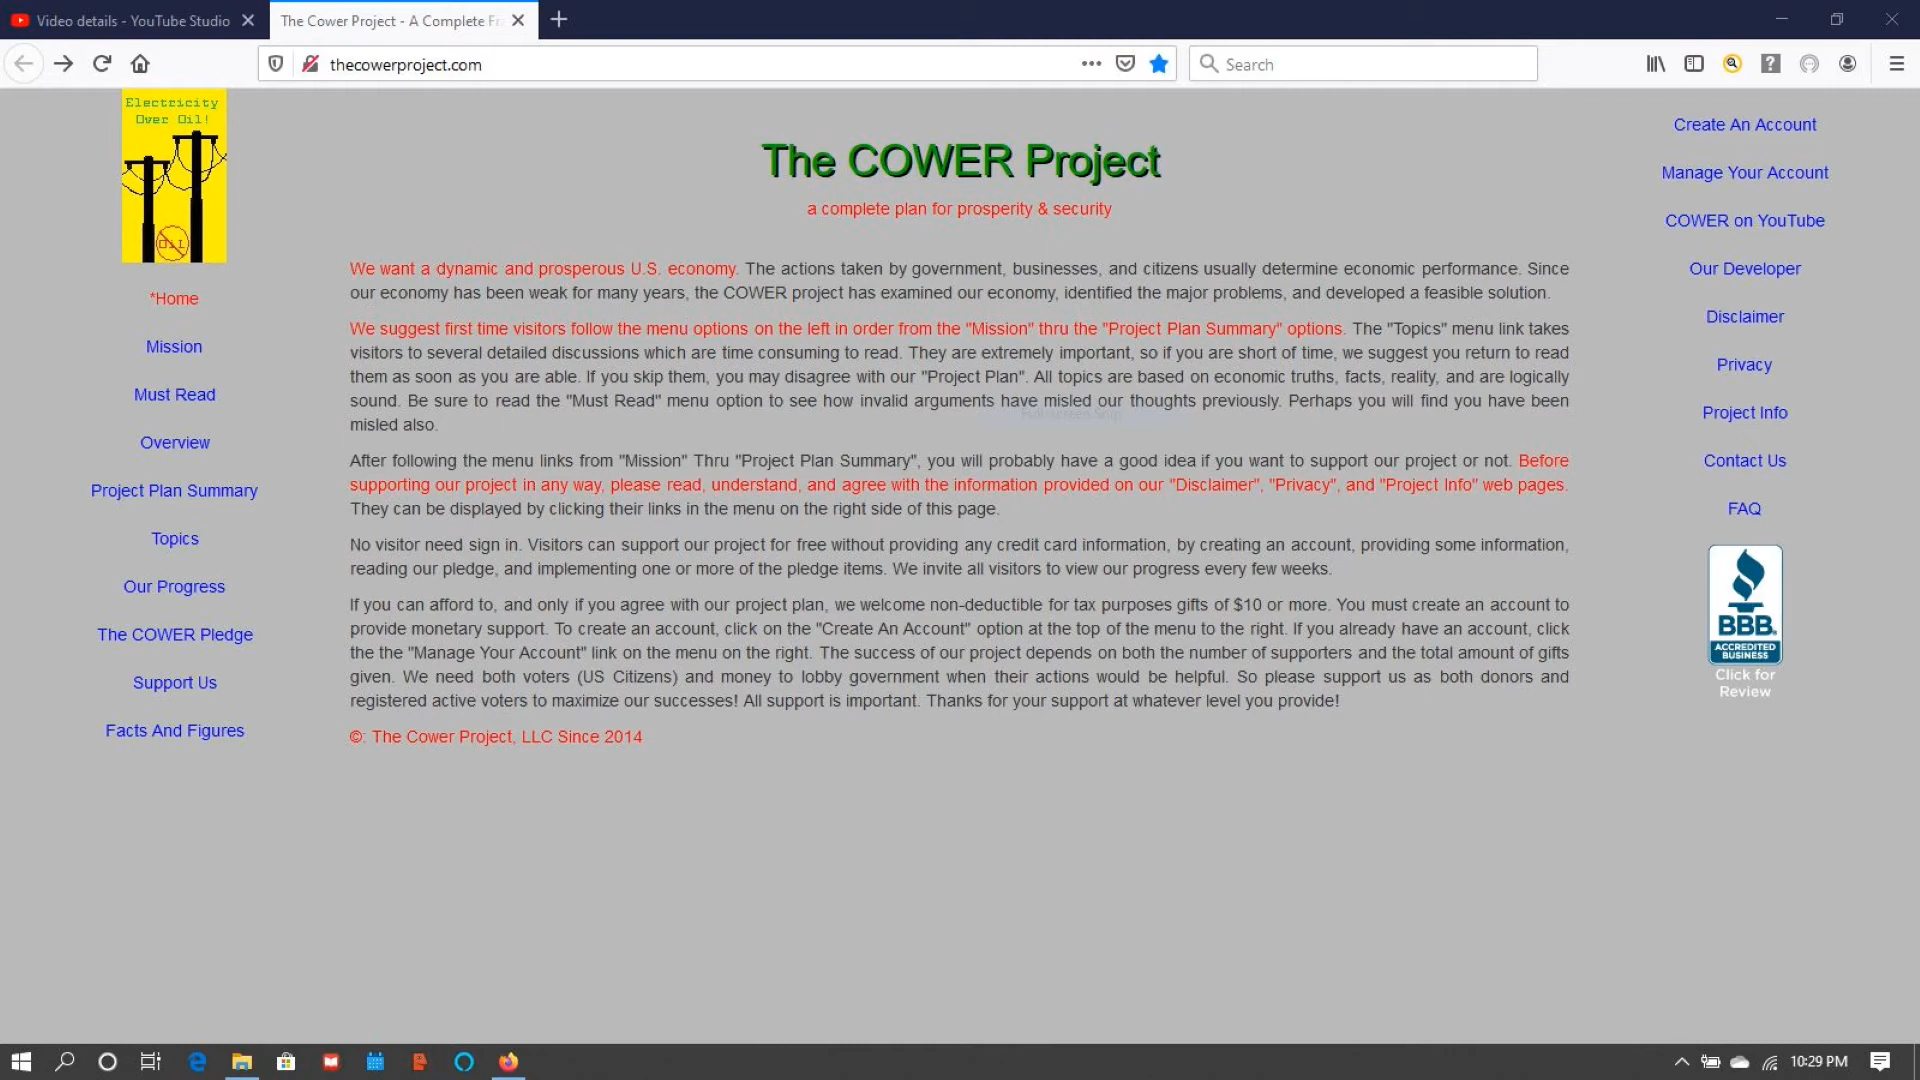 Video details - YouTube Studio
The Cower Project - A Complete Fr
thecowerproject.com
Search
Electricity
Over Oil!
OIL
*Home
Mission
Must Read
Overview
Project Plan Summary
Topics
Our Progress
The COWER Pledge
Support Us
Facts And Figures
The COWER Project
a complete plan for prosperity & security
We want a dynamic and prosperous U.S. economy. The actions taken by government, businesses, and citizens usually determine economic performance. Since
our economy has been weak for many years, the COWER project has examined our economy, identified the major problems, and developed a feasible solution.
We suggest first time visitors follow the menu options on the left in order from the "Mission" thru the "Project Plan Summary" options. The "Topics" menu link takes
visitors to several detailed discussions which are time consuming to read. They are extremely important, so if you are short of time, we suggest you return to read
them as soon as you are able. If you skip them, you may disagree with our "Project Plan". All topics are based on economic truths, facts, reality, and are logically
sound. Be sure to read the "Must Read" menu option to see how invalid arguments have misled our thoughts previously. Perhaps you will find you have been
misled also.
Full-screen Snip
After following the menu links from "Mission" Thru "Project Plan Summary", you will probably have a good idea if you want to support our project or not. Before
supporting our project in any way, please read, understand, and agree with the information provided on our "Disclaimer", "Privacy", and "Project Info" web pages.
They can be displayed by clicking their links in the menu on the right side of this page.
No visitor need sign in. Visitors can support our project for free without providing any credit card information, by creating an account, providing some information,
reading our pledge, and implementing one or more of the pledge items. We invite all visitors to view our progress every few weeks.
If you can afford to, and only if you agree with our project plan, we welcome non-deductible for tax purposes gifts of $10 or more. You must create an account to
provide monetary support. To create an account, click on the "Create An Account" option at the top of the menu to the right. If you already have an account, click
the the "Manage Your Account" link on the menu on the right. The success of our project depends on both the number of supporters and the total amount of gifts
given. We need both voters (US Citizens) and money to lobby government when their actions would be helpful. So please support us as both donors and
registered active voters to maximize our successes! All support is important. Thanks for your support at whatever level you provide!
©: The Cower Project, LLC Since 2014
Create An Account
Manage Your Account
COWER on YouTube
Our Developer
Disclaimer
Privacy
Project Info
Contact Us
FAQ
BBB.
ACCREDITED
BUSINESS
Click for
Review
10:29 PM